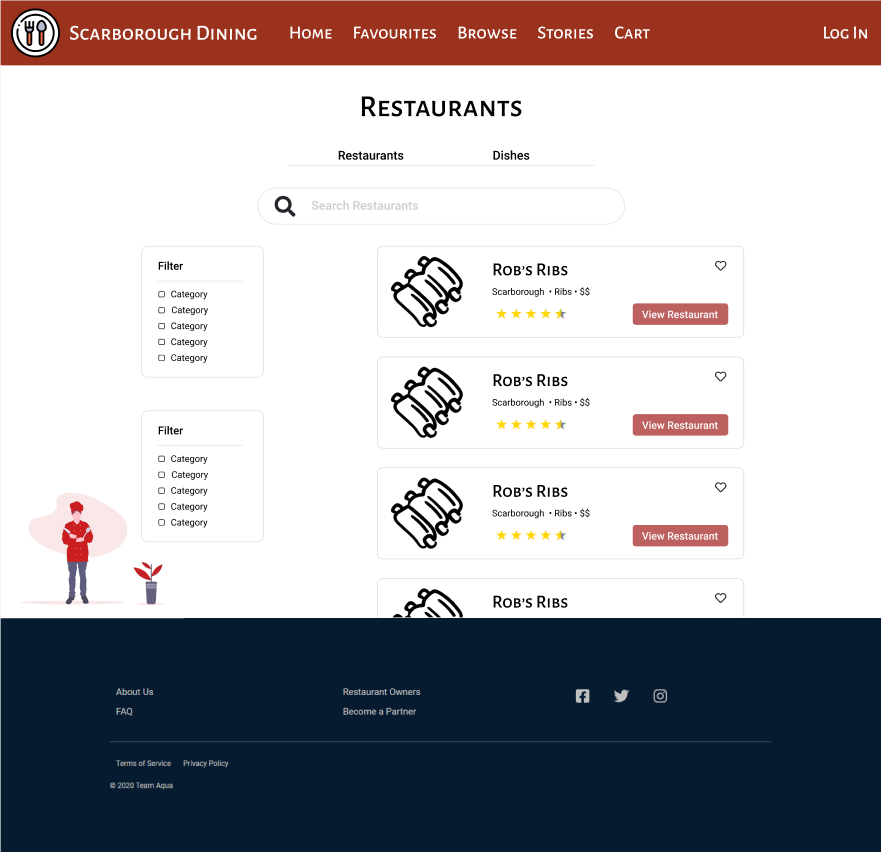 Scarborough Dining
Home Favourites Browse Stories Cart
Log In
Restaurants
Restaurants Dishes
Search Restaurants
Filter
Category
Category
Category
Category
Category
Filter
Category
Category
Category
Category
Category
Rob's Ribs
Scarborough • Ribs • $$
View Restaurant
Rob's Ribs
Scarborough • Ribs • $$
View Restaurant
Rob's Ribs
Scarborough • Ribs • $$
View Restaurant
Rob's Ribs
About Us
FAQ
Restaurant Owners
Become a Partner
Terms of Service Privacy Policy
© 2020 Team Aqua